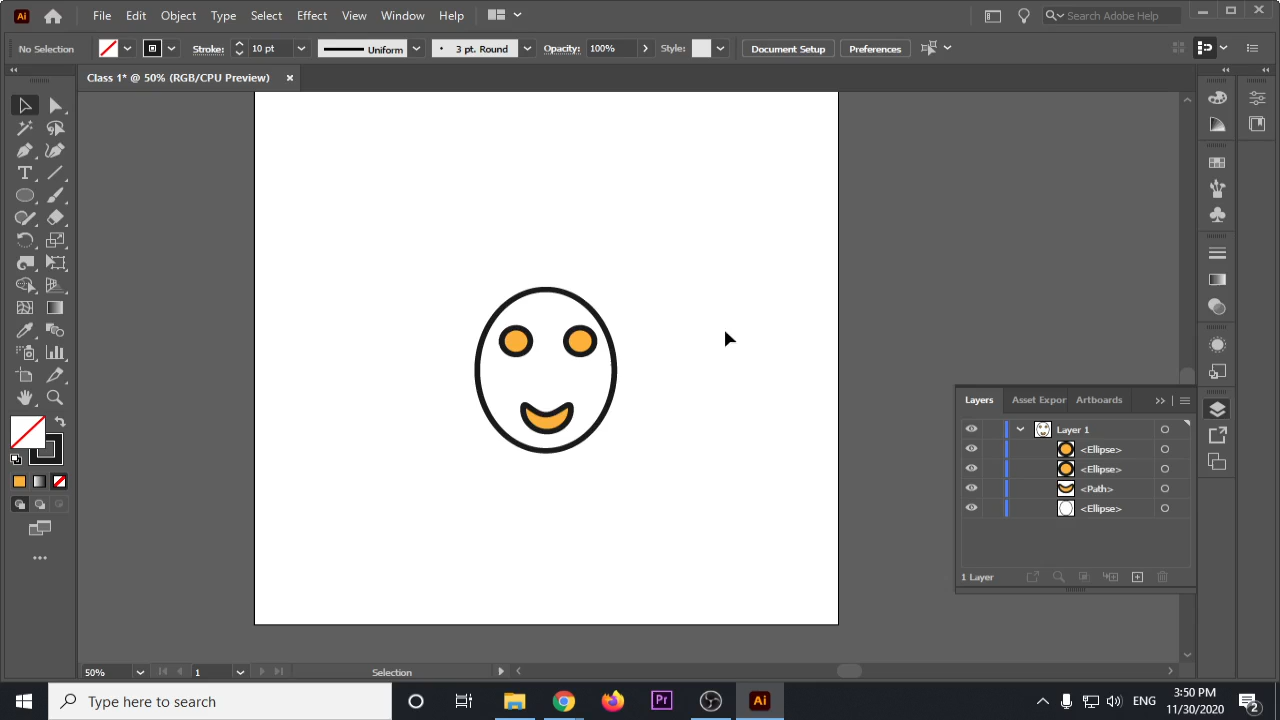 Ai File Edit Object Type Select Effect View Window Help Search Adobe Help
No Selection Stroke: 10 pt Uniform 3 pt. Round Opacity: 100% Style: Document Setup Preferences
Class 1* @ 50% (RGB/CPU Preview)
Layers Asset Expor Artboards
Layer 1
<Ellipse>
<Ellipse>
<Path>
<Ellipse>
1 Layer
50% 1 Selection
Type here to search Pr Ai ENG 3:50 PM
11/30/2020 2